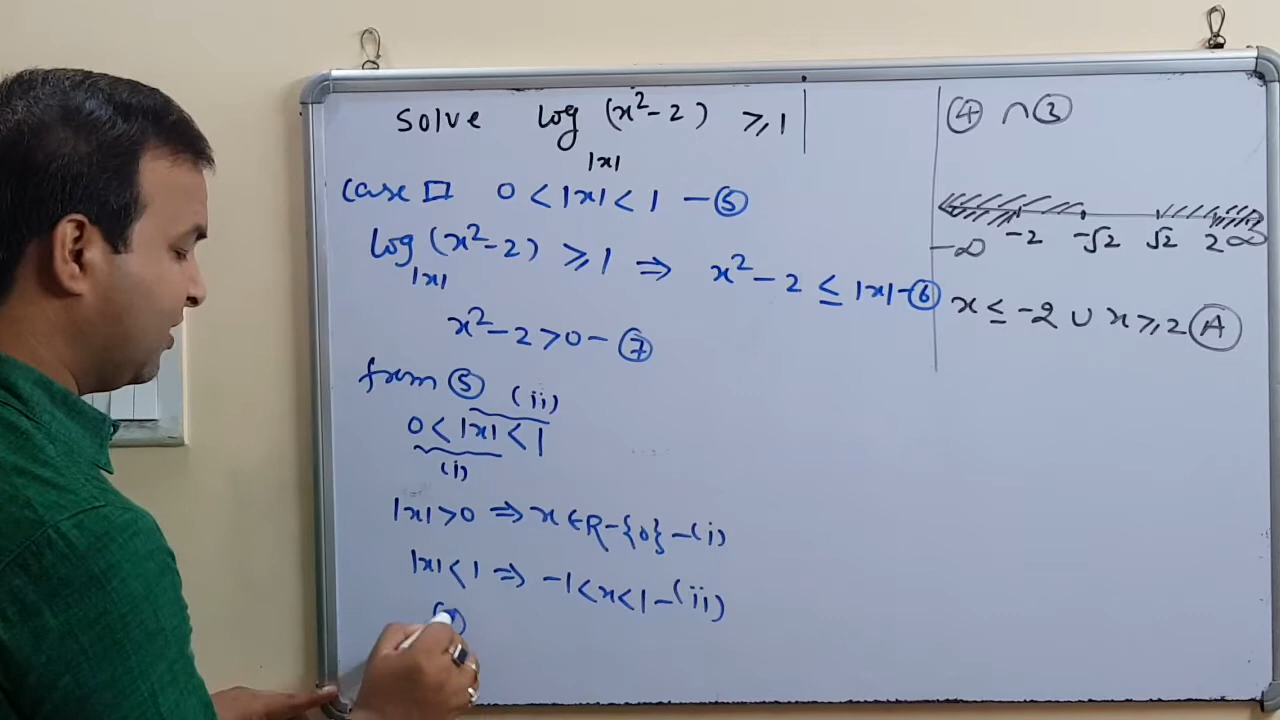 Solve log|x| (x²-2) ≥ 1
Case II 0 < |x| < 1 - ⑤
log|x| (x²-2) ≥ 1 ⇒ x²-2 ≤ |x| - ⑥
x²-2 > 0 - ⑦
from ⑤
(ii)
0 < |x| < 1
(i)
|x| > 0 ⇒ x ∈ R - {0} - (i)
|x| < 1 ⇒ -1 < x < 1 - (ii)
④ ∩ ③
-∞ -2 -√2 √2 2 ∞
x ≤ -2 ∪ x ≥ 2 Ⓐ